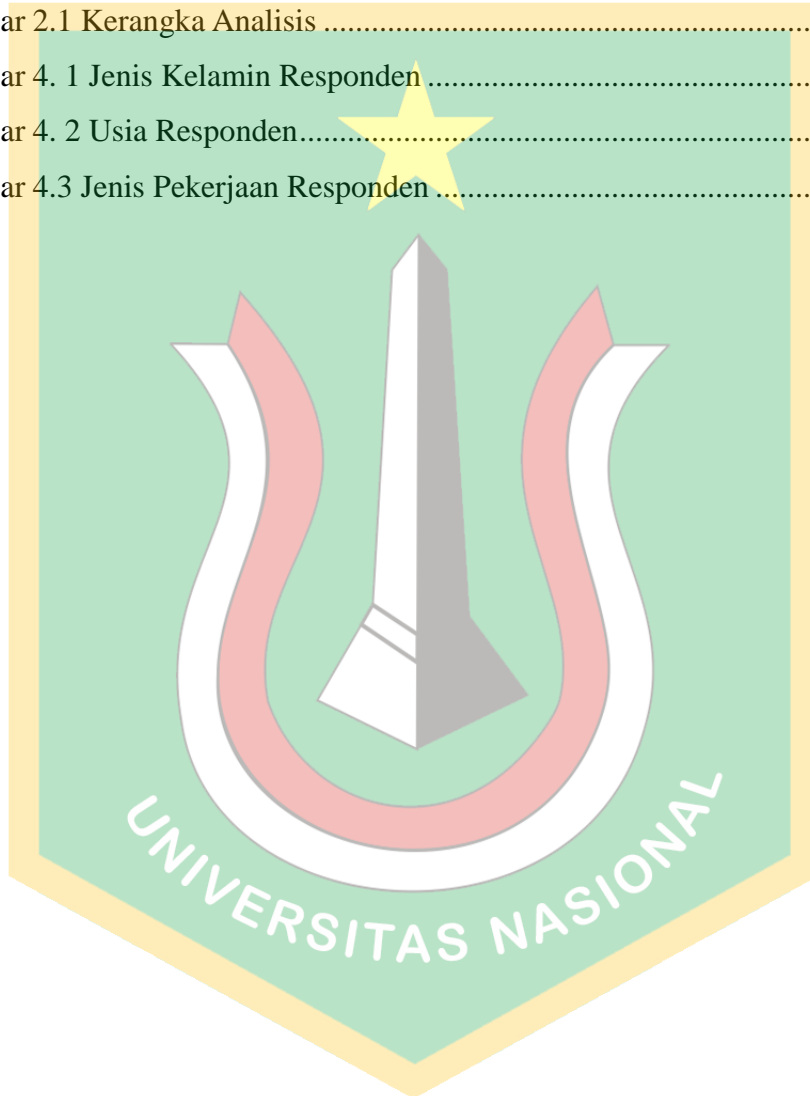 ar 2.1 Kerangka Analisis ............................................................
ar 4. 1 Jenis Kelamin Responden ...............................................
ar 4. 2 Usia Responden...............................................................
ar 4.3 Jenis Pekerjaan Responden ..............................................
UNIVERSITAS NASIONAL